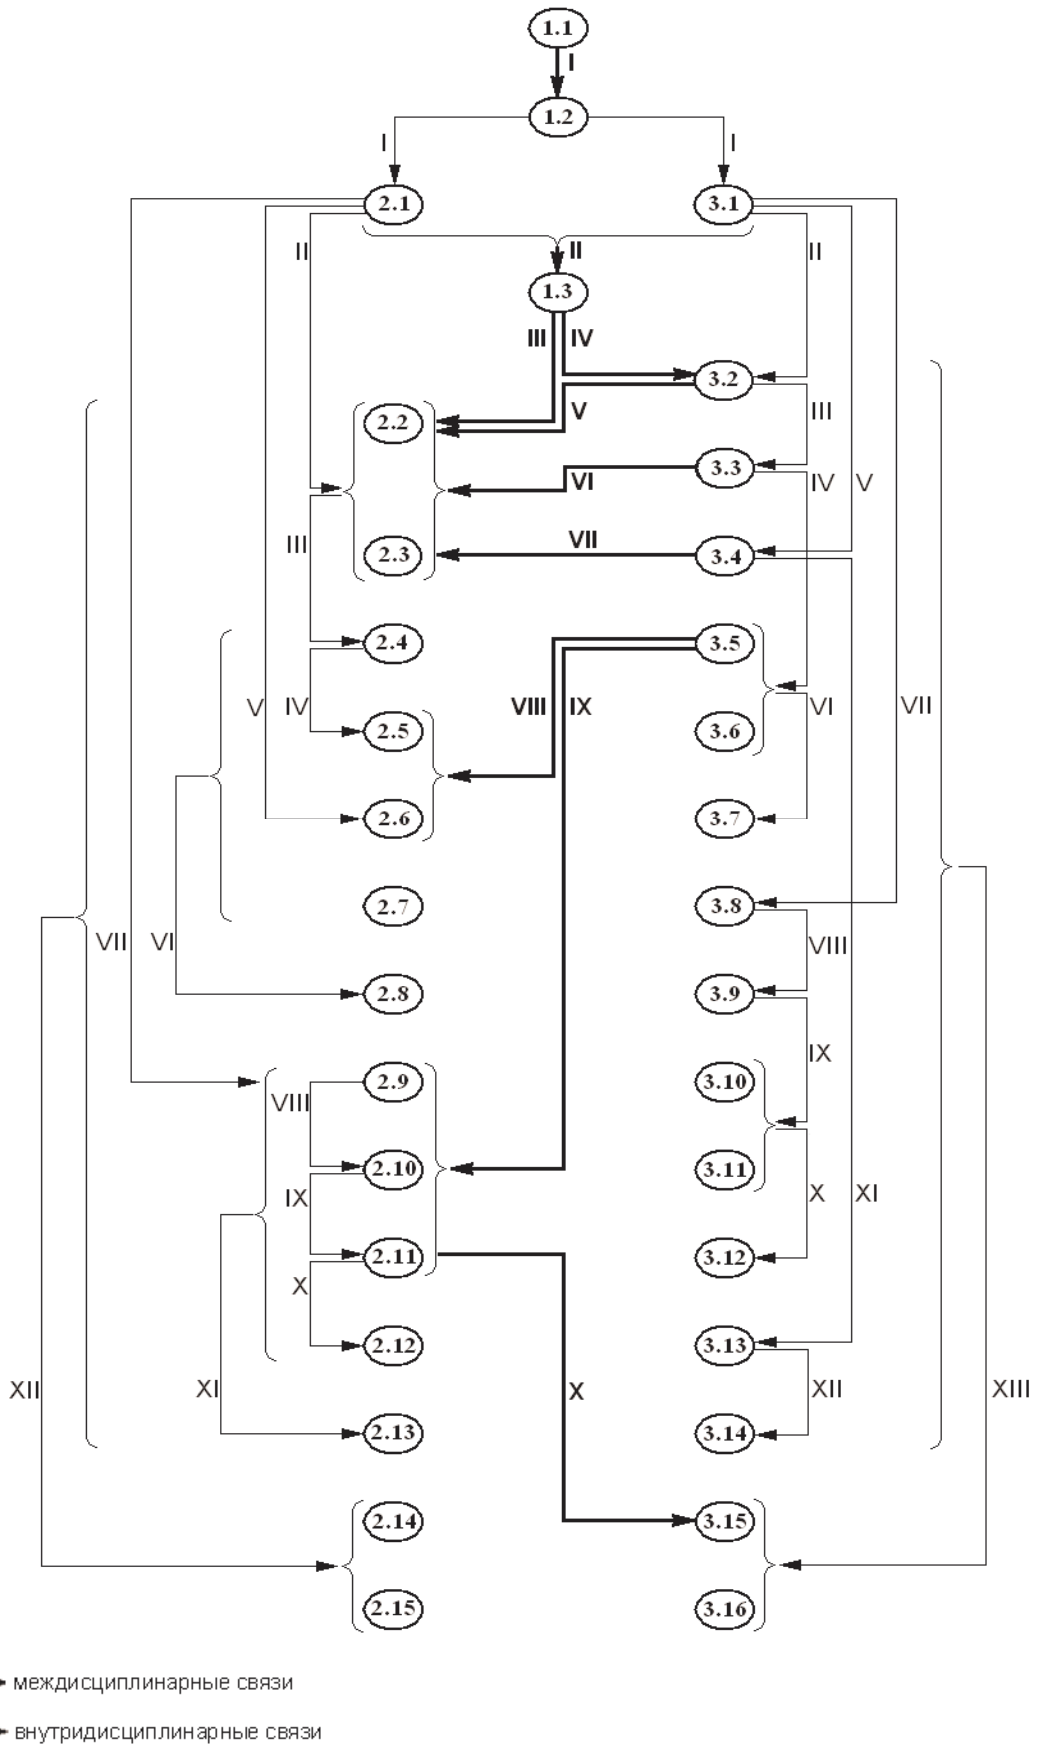 1.1
I
1.2
I I
2.1 3.1
II II II
1.3
III IV
3.2
V III
2.2
3.3
VI IV V
VII
III 2.3 3.4
2.4 3.5
V IV VIII IX VI VII
2.5 3.6
2.6 3.7
2.7 3.8
VII VI VIII
2.8 3.9
IX
2.9 3.10
VIII
2.10 3.11
IX X XI
2.11 3.12
X
2.12 3.13
XII XI X XII XIII
2.13 3.14
2.14 3.15
2.15 3.16
междисциплинарные связи
внутридисциплинарные связи